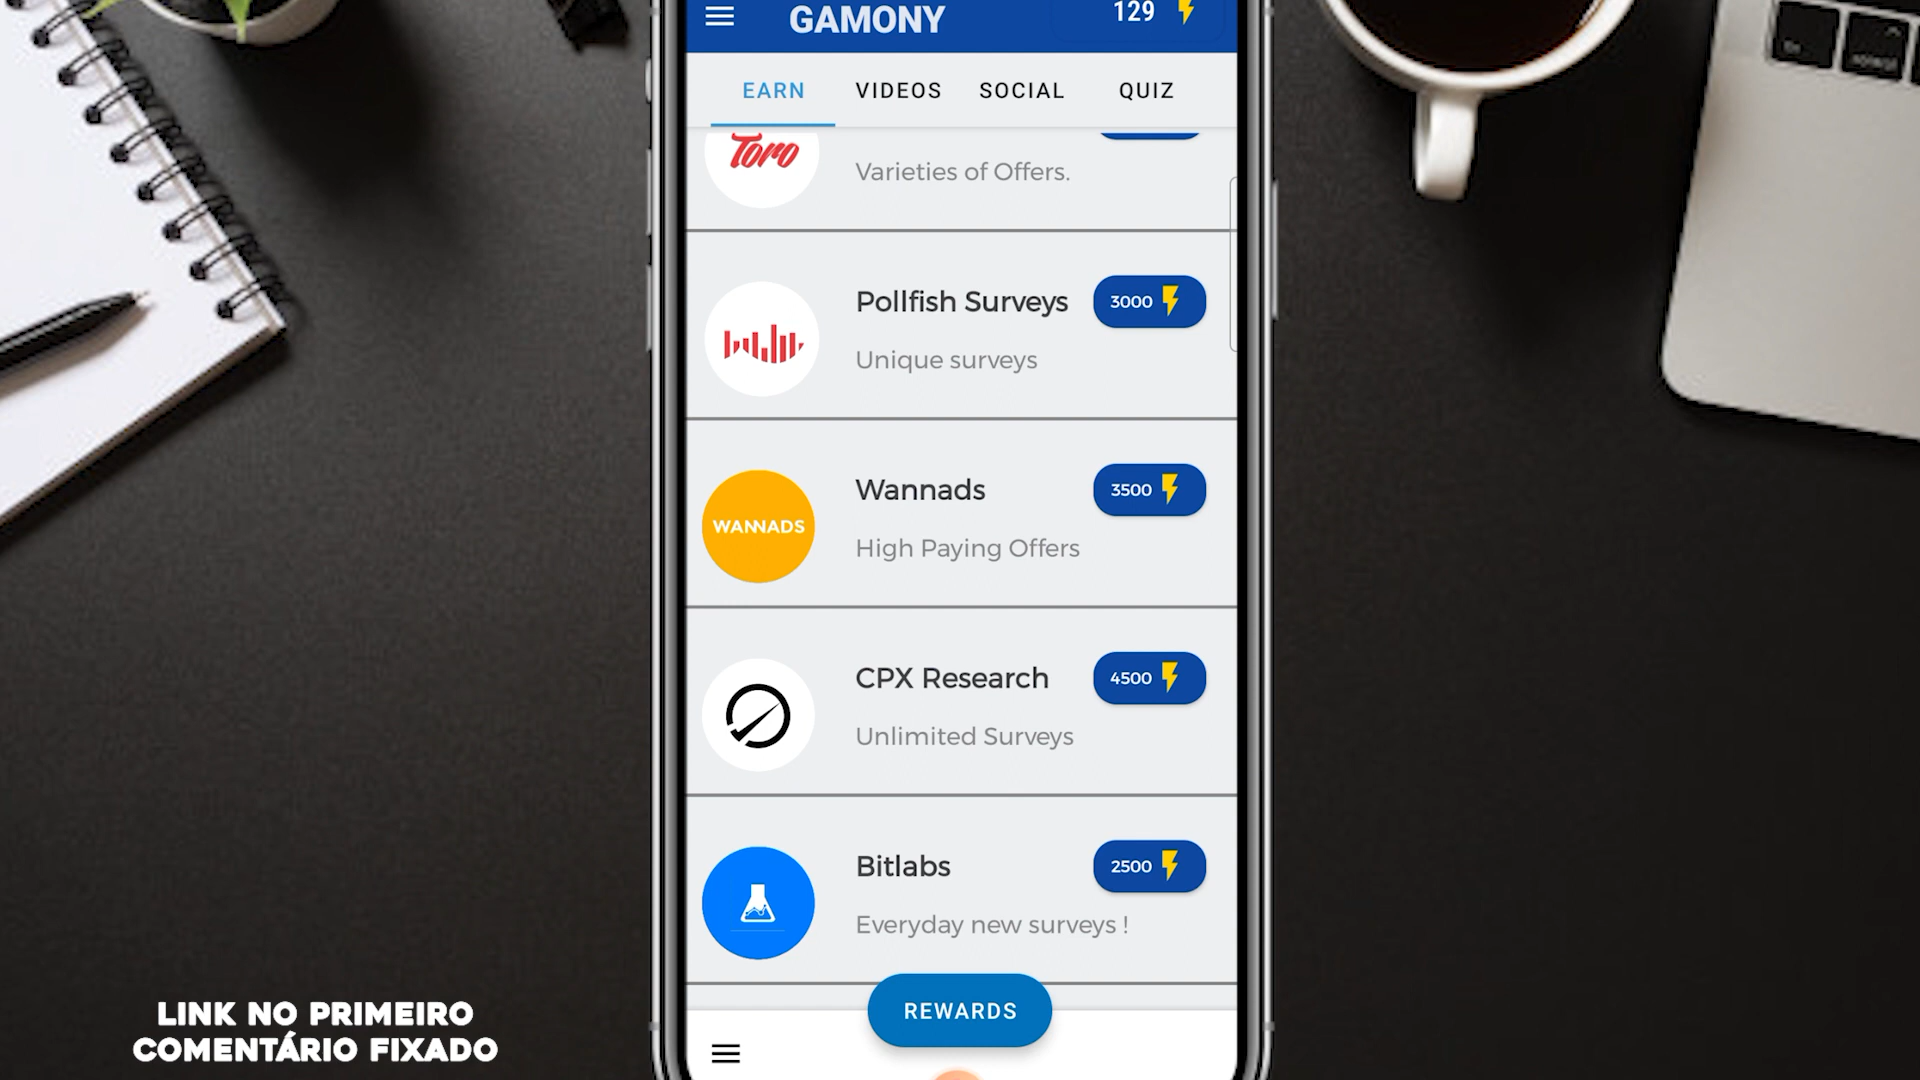 GAMONY
129
EARN
VIDEOS
SOCIAL
QUIZ
Toro
Varieties of Offers.
Pollfish Surveys
3000
Unique surveys
WANNADS
Wannads
3500
High Paying Offers
CPX Research
4500
Unlimited Surveys
Bitlabs
2500
Everyday new surveys !
REWARDS
LINK NO PRIMEIRO
COMENTÁRIO FIXADO